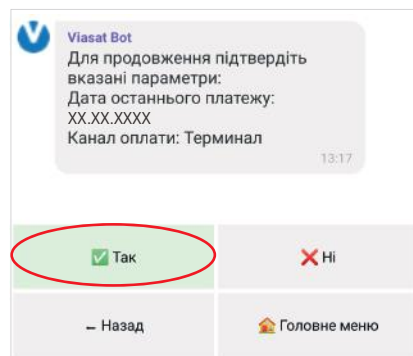 Viasat Bot
Для продовження підтвердіть
вказані параметри:
Дата останнього платежу:
XX.XX.XXXX
Канал оплати: Терминал
13:17
✅ Так
❌ Ні
← Назад
🏠 Головне меню